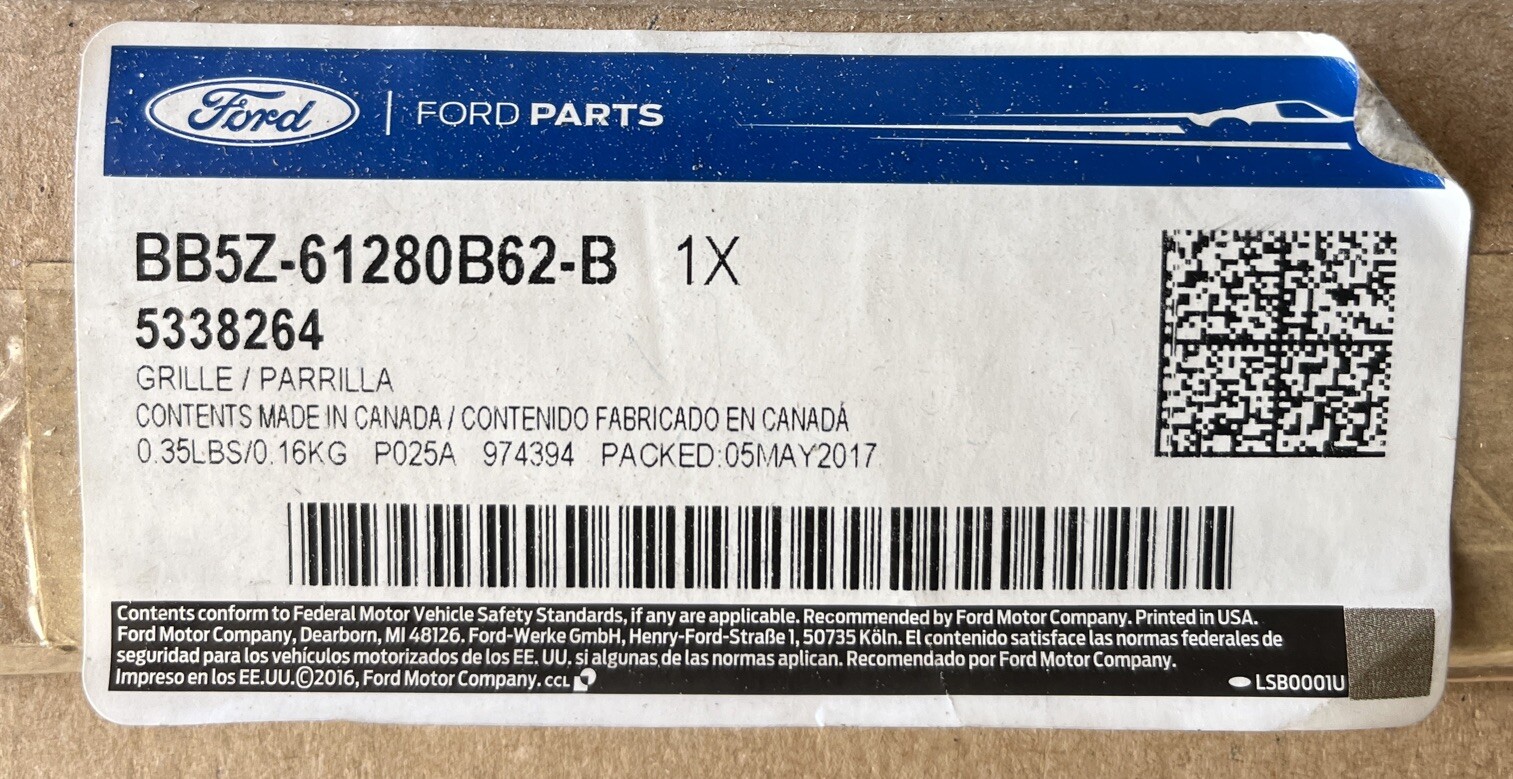 Ford | FORD PARTS
BB5Z-61280B62-B 1X
5338264
GRILLE / PARRILLA
CONTENTS MADE IN CANADA / CONTENIDO FABRICADO EN CANADÁ
0.35LBS/0.16KG P025A 974394 PACKED:05MAY2017
Contents conform to Federal Motor Vehicle Safety Standards, if any are applicable. Recommended by Ford Motor Company. Printed in USA.
Ford Motor Company, Dearborn, MI 48126. Ford-Werke GmbH, Henry-Ford-Straße 1, 50735 Köln. El contenido satisface las normas federales de
seguridad para los vehículos motorizados de los EE. UU. si algunas de las normas aplican. Recomendado por Ford Motor Company.
Impreso en los EE.UU.©2016, Ford Motor Company. CCL
LSB0001U